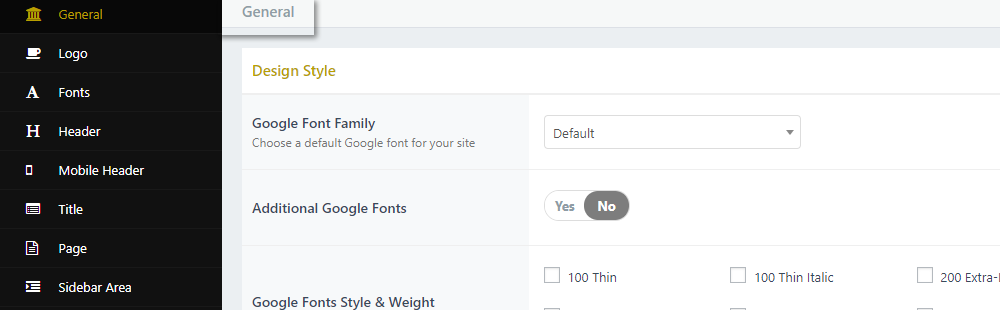 General
Logo
Fonts
Header
Mobile Header
Title
Page
Sidebar Area
General
Design Style
Google Font Family
Choose a default Google font for your site
Default
Additional Google Fonts
Yes No
Google Fonts Style & Weight
100 Thin
100 Thin Italic
200 Extra-